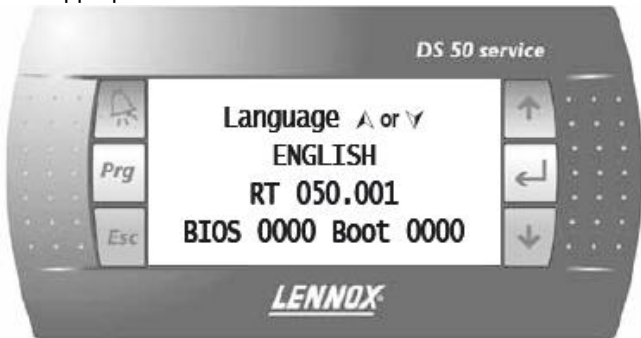 DS 50 service
Language ⮝ or ⮟
ENGLISH
Prg
RT 050.001
Esc
BIOS 0000 Boot 0000
LENNOX